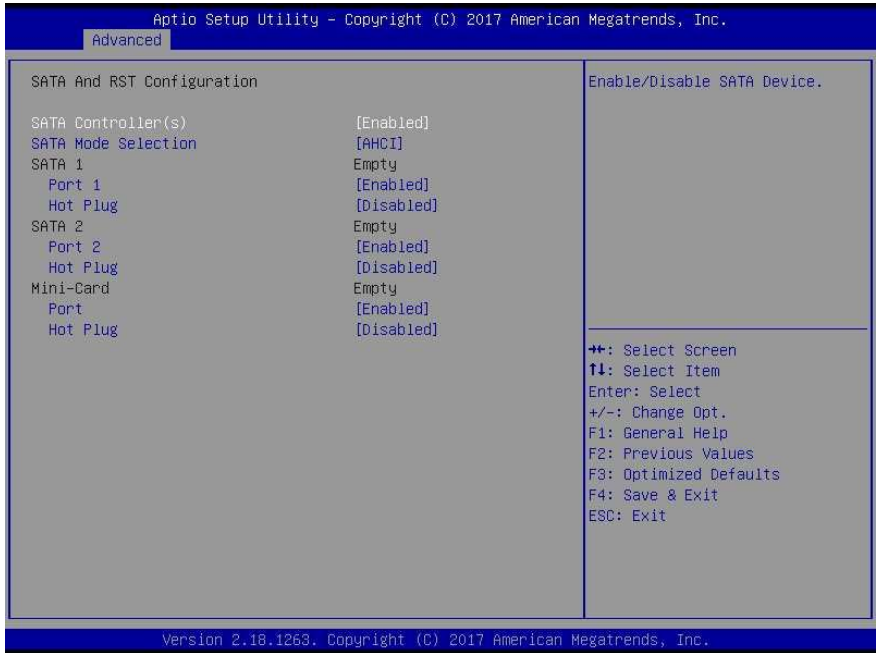 Aptio Setup Utility – Copyright (C) 2017 American Megatrends, Inc.
Advanced
SATA And RST Configuration
SATA Controller(s) [Enabled]
SATA Mode Selection [AHCI]
SATA 1 Empty
Port 1 [Enabled]
Hot Plug [Disabled]
SATA 2 Empty
Port 2 [Enabled]
Hot Plug [Disabled]
Mini-Card Empty
Port [Enabled]
Hot Plug [Disabled]
Enable/Disable SATA Device.
→←: Select Screen
↑↓: Select Item
Enter: Select
+/-: Change Opt.
F1: General Help
F2: Previous Values
F3: Optimized Defaults
F4: Save & Exit
ESC: Exit
Version 2.18.1263. Copyright (C) 2017 American Megatrends, Inc.